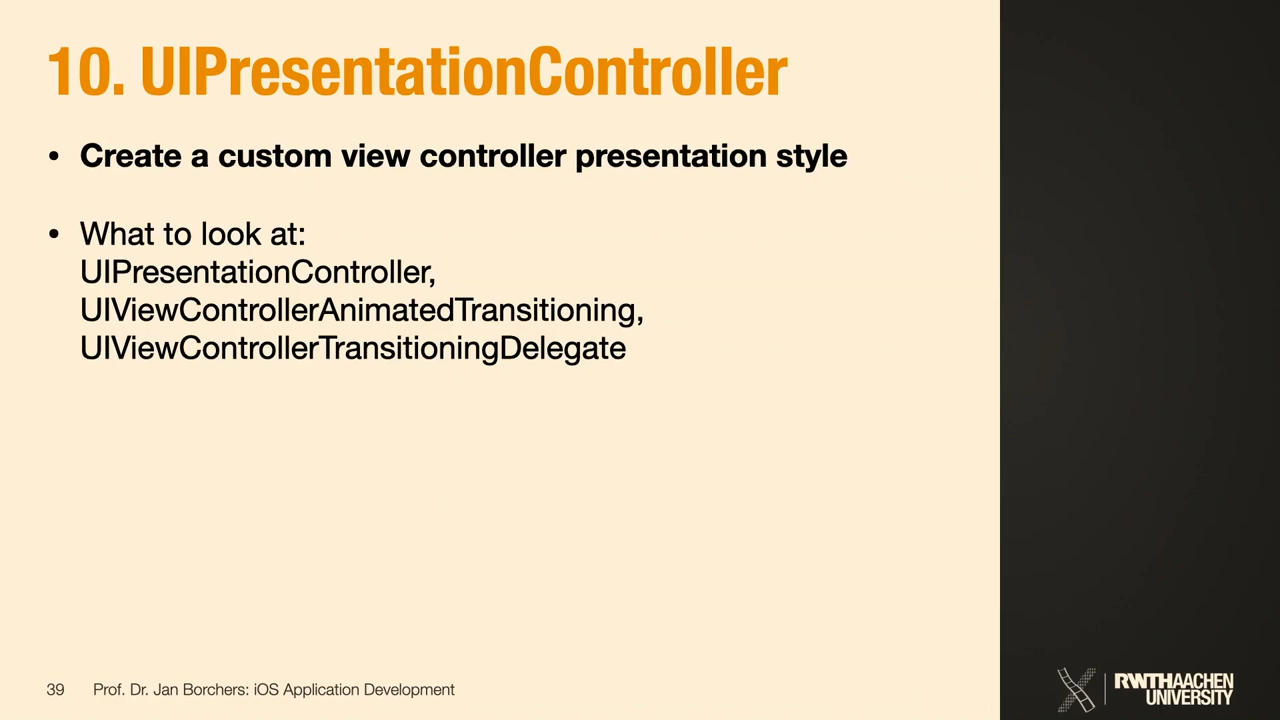 10. UIPresentationController
• Create a custom view controller presentation style
• What to look at:
UIPresentationController,
UIViewControllerAnimatedTransitioning,
UIViewControllerTransitioningDelegate
39 Prof. Dr. Jan Borchers: iOS Application Development
RWTHAACHEN
UNIVERSITY